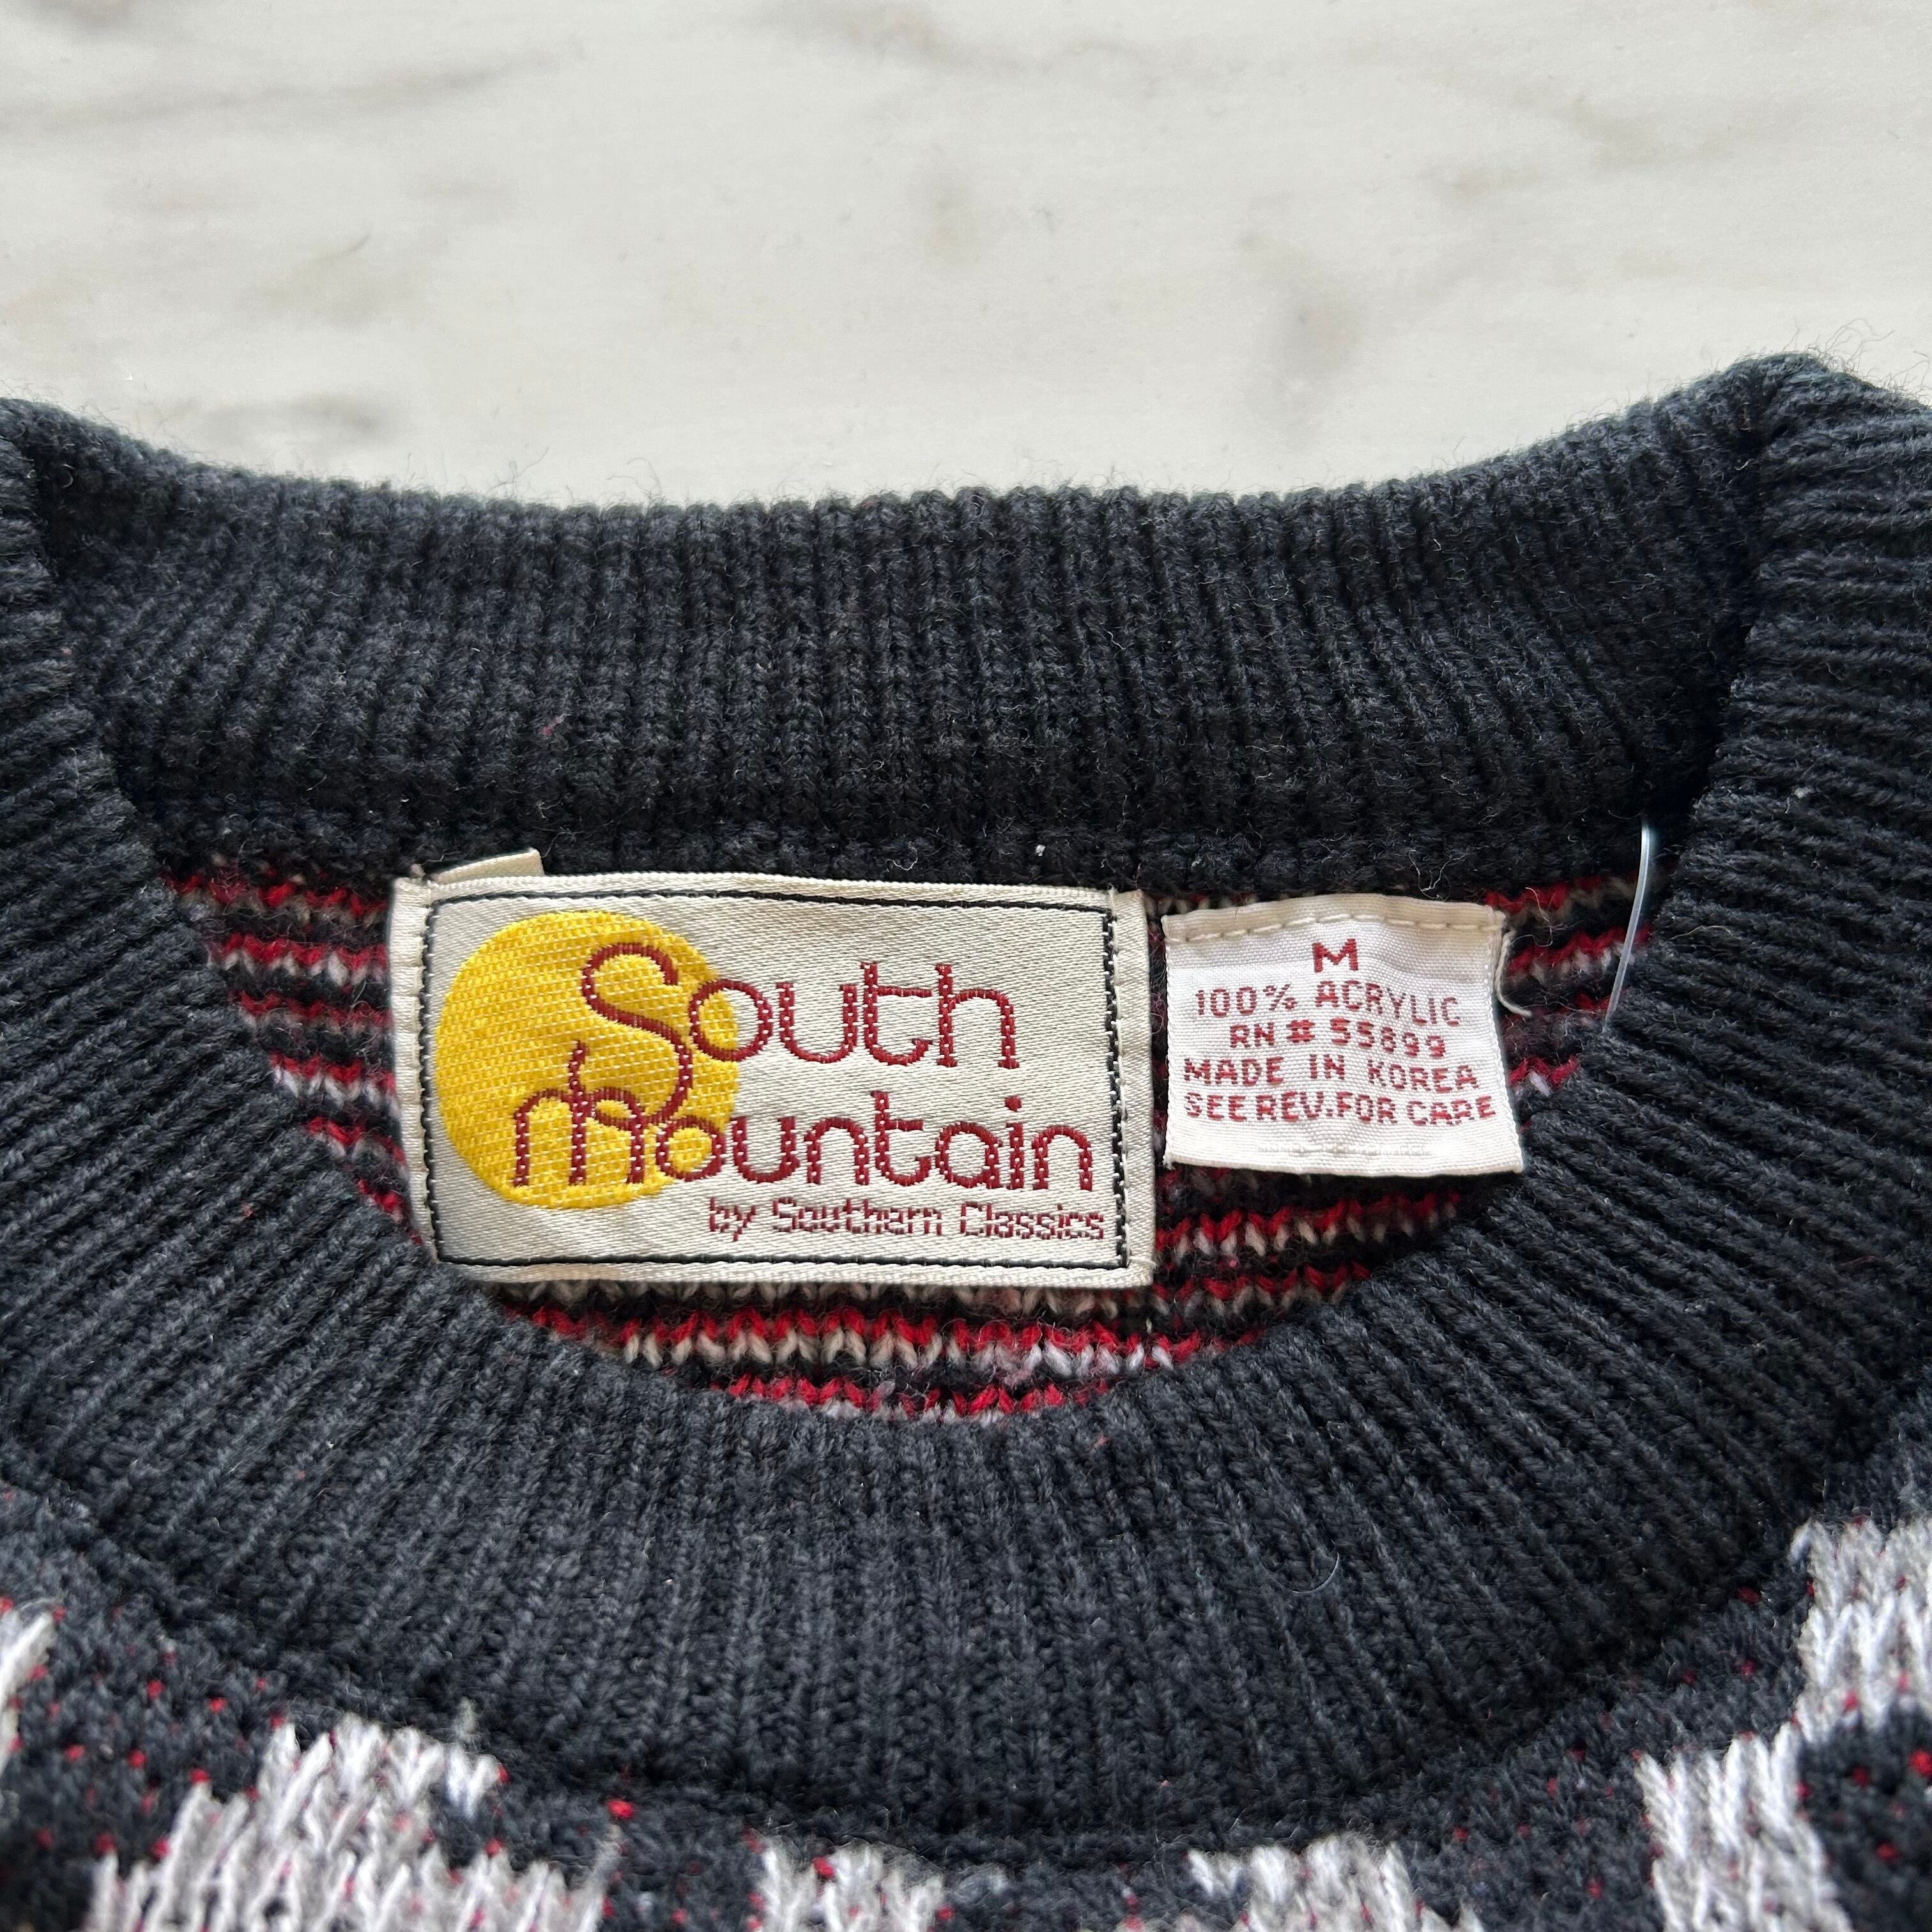 South
Mountain
by Southern Classics
M
100% ACRYLIC
RN # 55899
MADE IN KOREA
SEE REV. FOR CARE